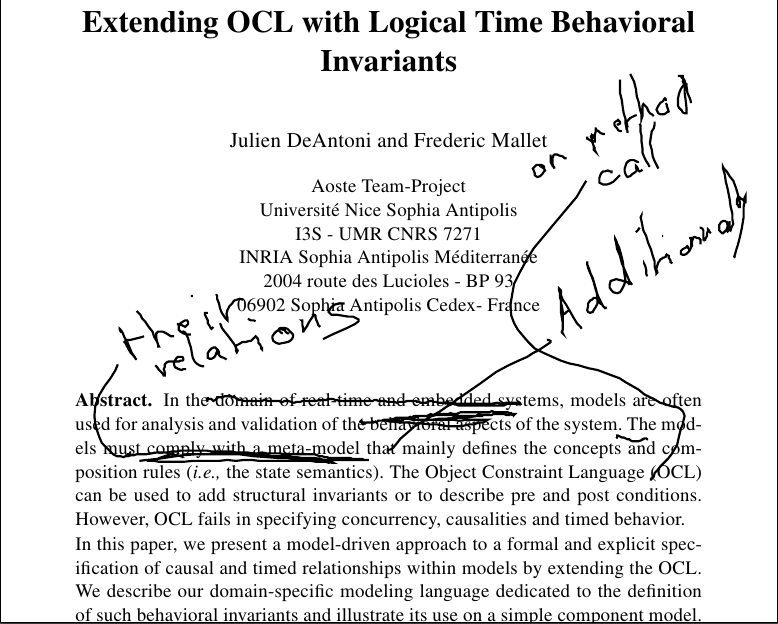 Extending OCL with Logical Time Behavioral
Invariants
on method
call
Julien DeAntoni and Frederic Mallet
Additionaly
Aoste Team-Project
Université Nice Sophia Antipolis
I3S - UMR CNRS 7271
INRIA Sophia Antipolis Méditerranée
2004 route des Lucioles - BP 93
06902 Sophia Antipolis Cedex- France
their
relations
Abstract. In the domain of real-time and embedded systems, models are often
used for analysis and validation of the behavioral aspects of the system. The mod-
els must comply with a meta-model that mainly defines the concepts and com-
position rules (i.e., the state semantics). The Object Constraint Language (OCL)
can be used to add structural invariants or to describe pre and post conditions.
However, OCL fails in specifying concurrency, causalities and timed behavior.
In this paper, we present a model-driven approach to a formal and explicit spec-
ification of causal and timed relationships within models by extending the OCL.
We describe our domain-specific modeling language dedicated to the definition
of such behavioral invariants and illustrate its use on a simple component model.